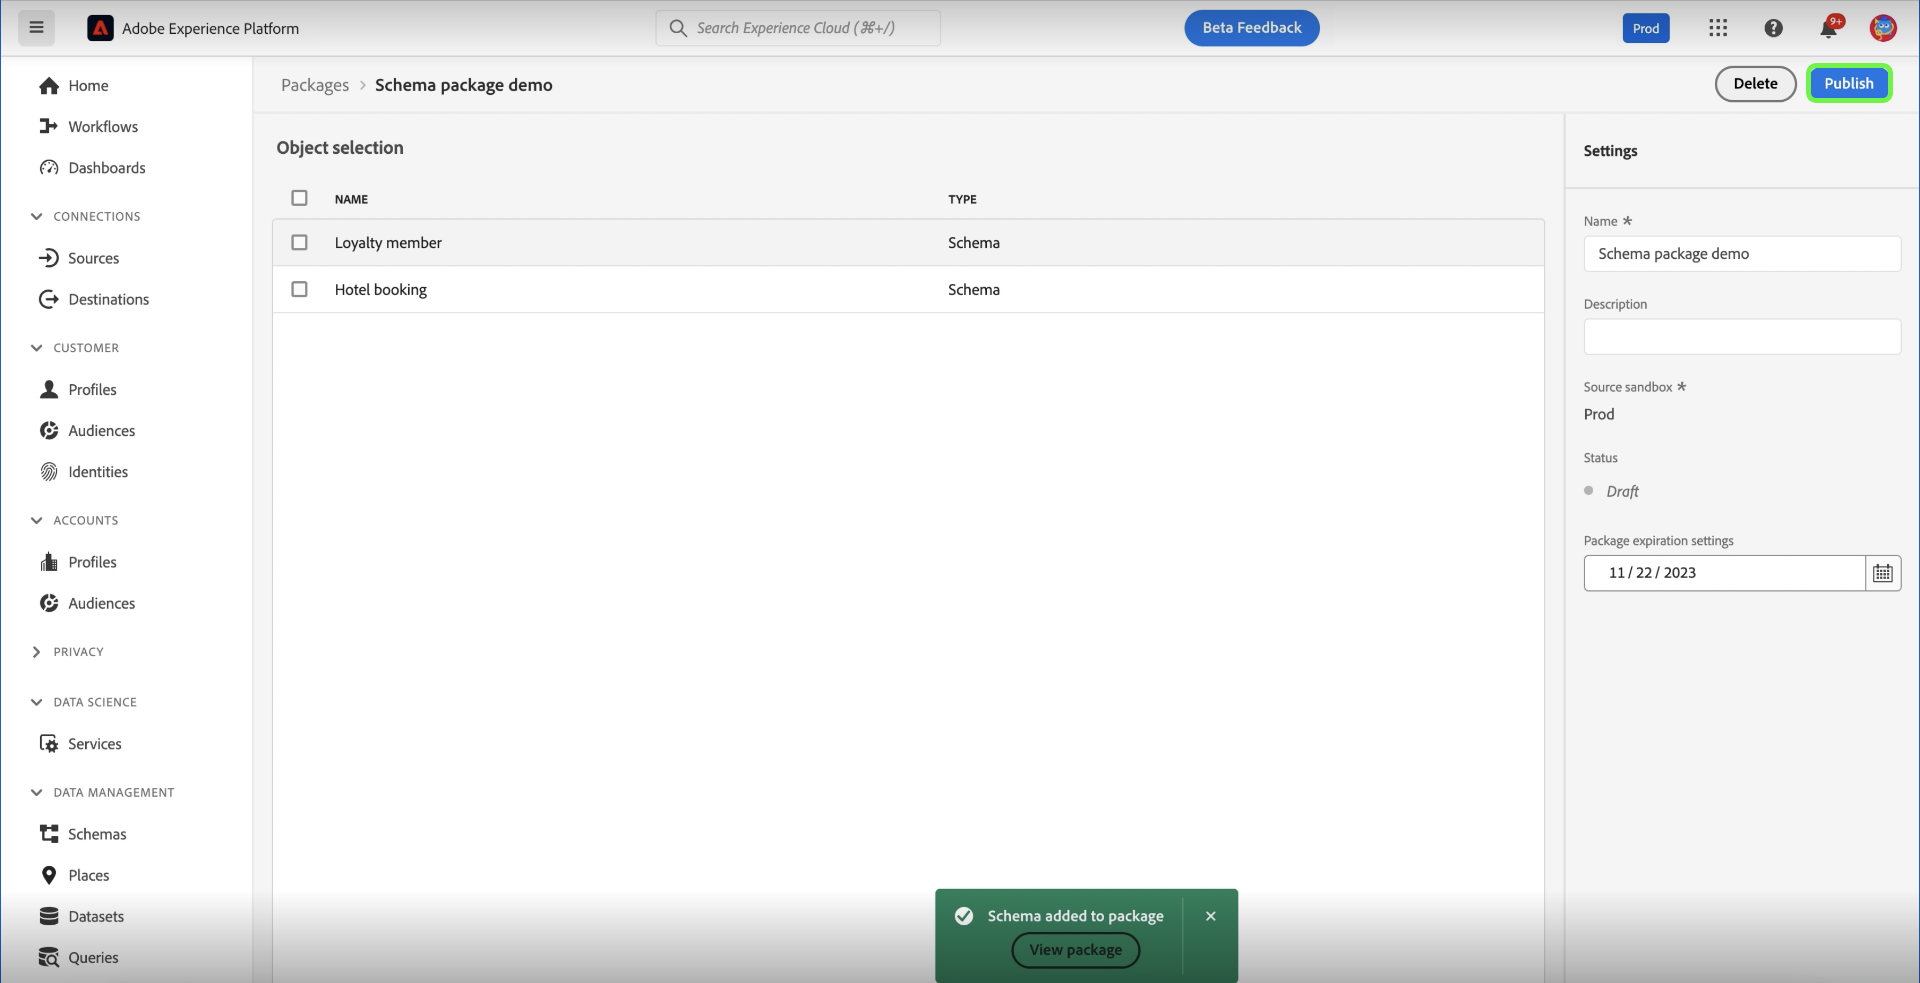 Adobe Experience Platform
Search Experience Cloud (⌘+/)
Beta Feedback
Prod
9+
Home
Workflows
Dashboards
CONNECTIONS
Sources
Destinations
CUSTOMER
Profiles
Audiences
Identities
ACCOUNTS
Profiles
Audiences
PRIVACY
DATA SCIENCE
Services
DATA MANAGEMENT
Schemas
Places
Datasets
Queries
Packages > Schema package demo
Delete
Publish
Object selection
NAME TYPE
Loyalty member Schema
Hotel booking Schema
Schema added to package
View package
Settings
Name *
Schema package demo
Description
Source sandbox *
Prod
Status
Draft
Package expiration settings
11 / 22 / 2023